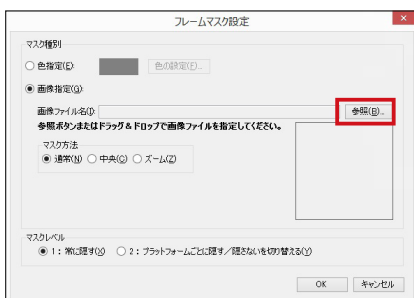 フレームマスク設定
マスク種別
色指定(E) 色の設定(F)...
画像指定(G)
画像ファイル名(I): 参照(B)...
参照ボタンまたはドラッグ＆ドロップで画像ファイルを指定してください。
マスク方法
通常(N) 中央(C) ズーム(Z)
マスクレベル
1：常に隠す(X) 2：プラットフォームごとに隠す／隠さないを切り替える(Y)
OK キャンセル